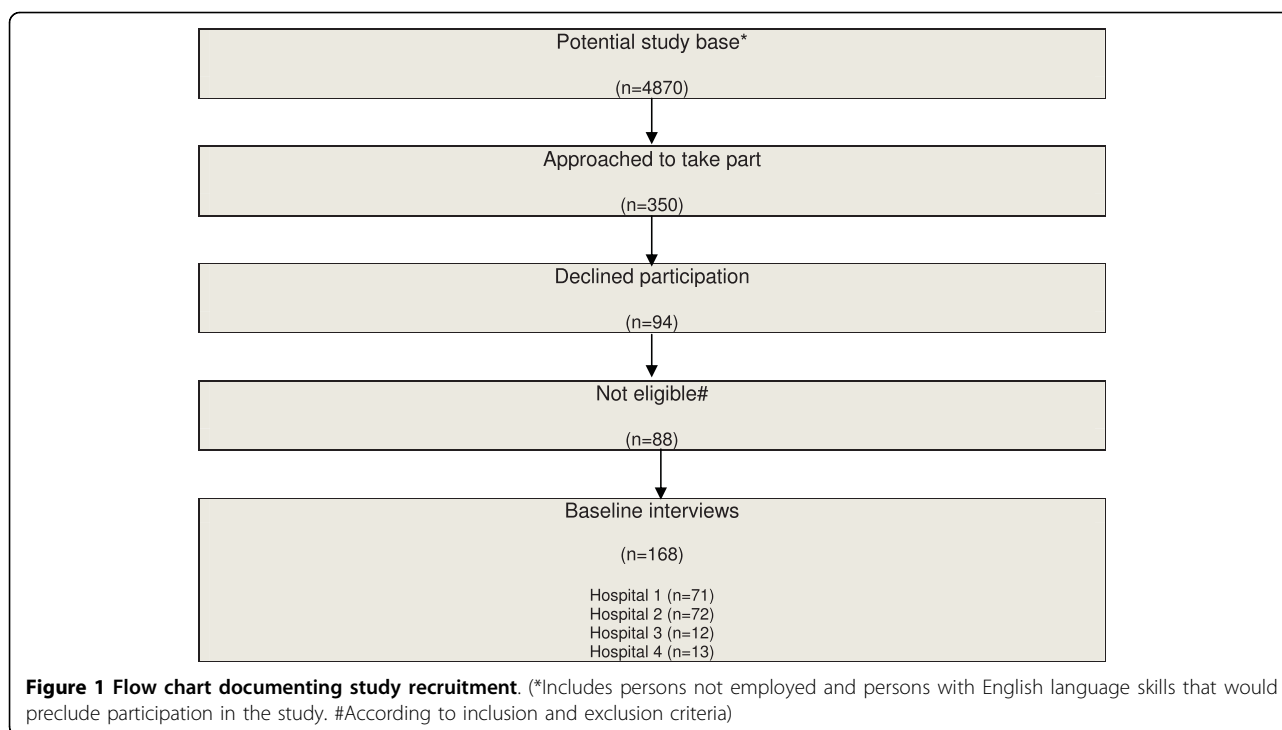 Potential study base*
(n=4870)
Approached to take part
(n=350)
Declined participation
(n=94)
Not eligible#
(n=88)
Baseline interviews
(n=168)
Hospital 1 (n=71)
Hospital 2 (n=72)
Hospital 3 (n=12)
Hospital 4 (n=13)
Figure 1 Flow chart documenting study recruitment. (*Includes persons not employed and persons with English language skills that would
preclude participation in the study. #According to inclusion and exclusion criteria)